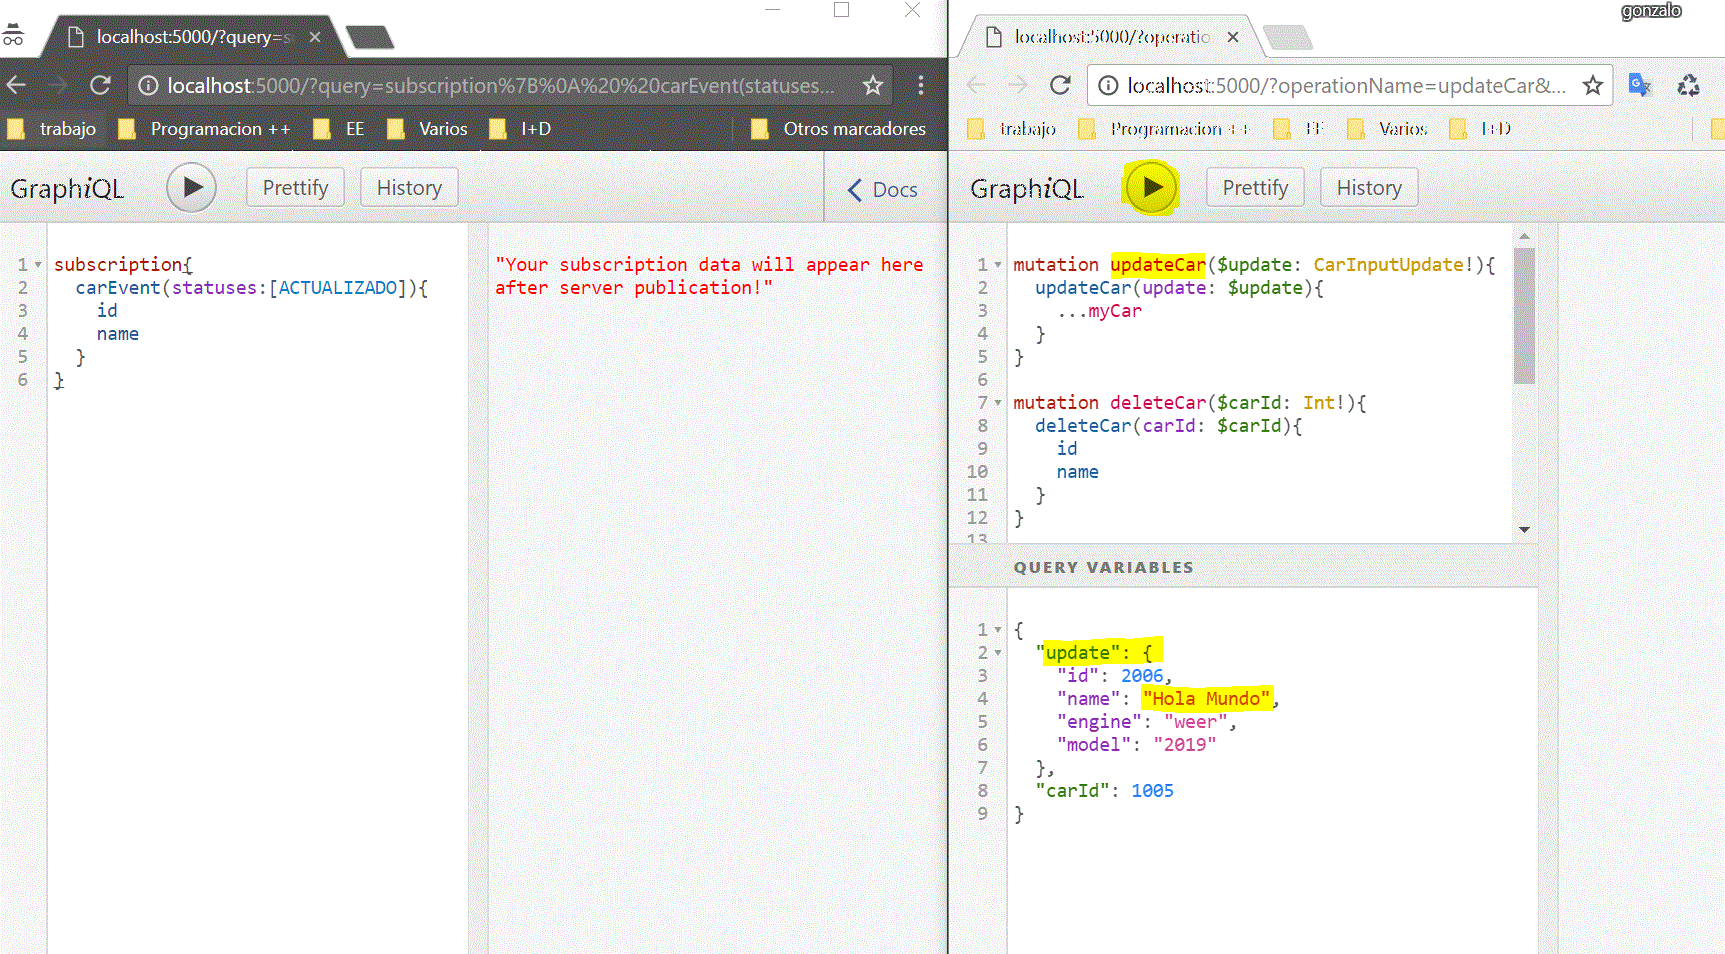 localhost:5000/?query=s
localhost:5000/?query=subscription%7B%0A%20%20carEvent(statuses...
trabajo
Programacion ++
EE
Varios
I+D
Otros marcadores
GraphiQL
Prettify
History
Docs
1
2
3
4
5
6
subscription{
carEvent(statuses:[ACTUALIZADO]){
id
name
}
}
"Your subscription data will appear here
after server publication!"
gonzalo
localhost:5000/?operatio
localhost:5000/?operationName=updateCar&...
trabajo
Programacion ++
EE
Varios
I+D
GraphiQL
Prettify
History
1 mutation updateCar($update: CarInputUpdate!){
2 updateCar(update: $update){
3 ...myCar
4 }
5 }
6
7 mutation deleteCar($carId: Int!){
8 deleteCar(carId: $carId){
9 id
10 name
11 }
12 }
13
QUERY VARIABLES
1 {
2 "update": {
3 "id": 2006,
4 "name": "Hola Mundo",
5 "engine": "weer",
6 "model": "2019"
7 },
8 "carId": 1005
9 }